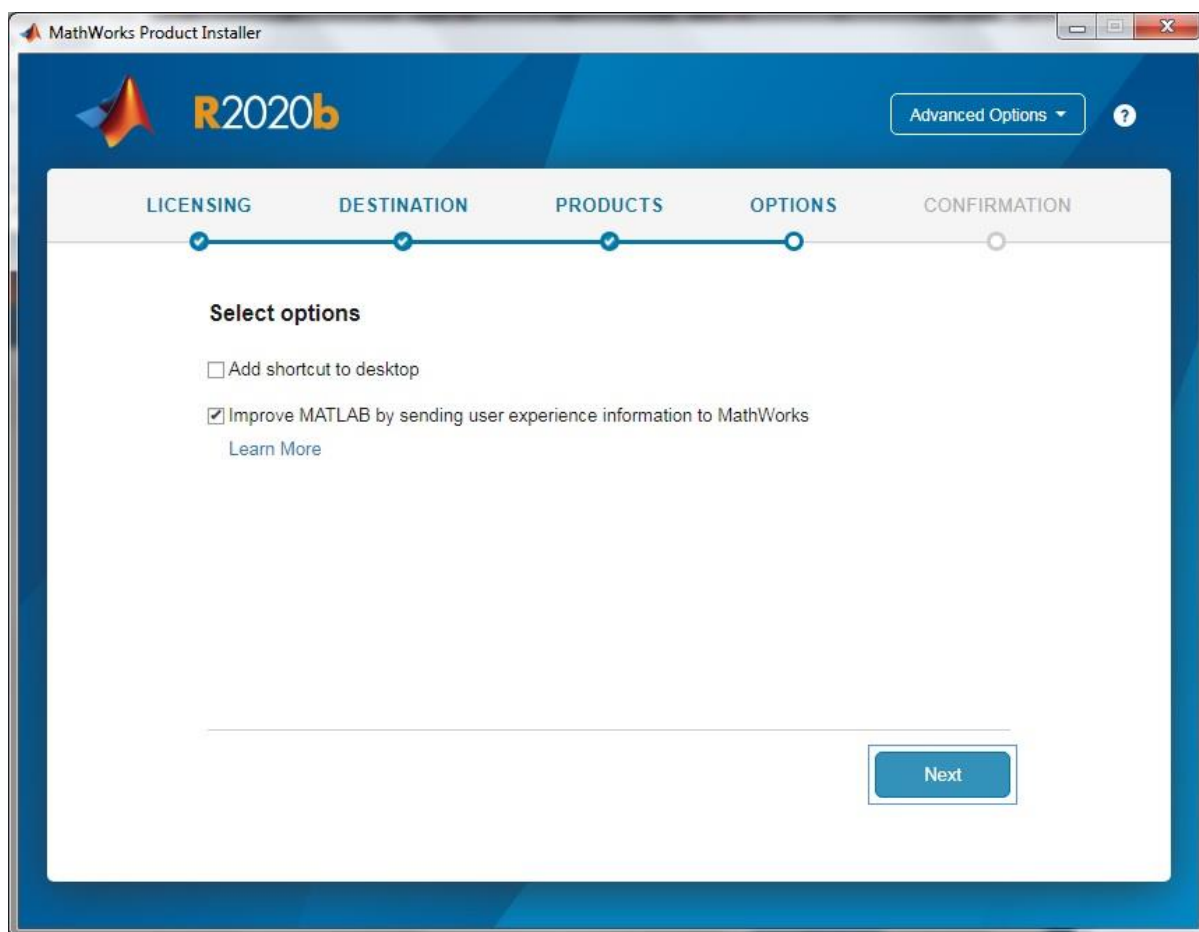 MathWorks Product Installer
R2020b
Advanced Options
?
LICENSING DESTINATION PRODUCTS OPTIONS CONFIRMATION
Select options
Add shortcut to desktop
Improve MATLAB by sending user experience information to MathWorks
Learn More
Next